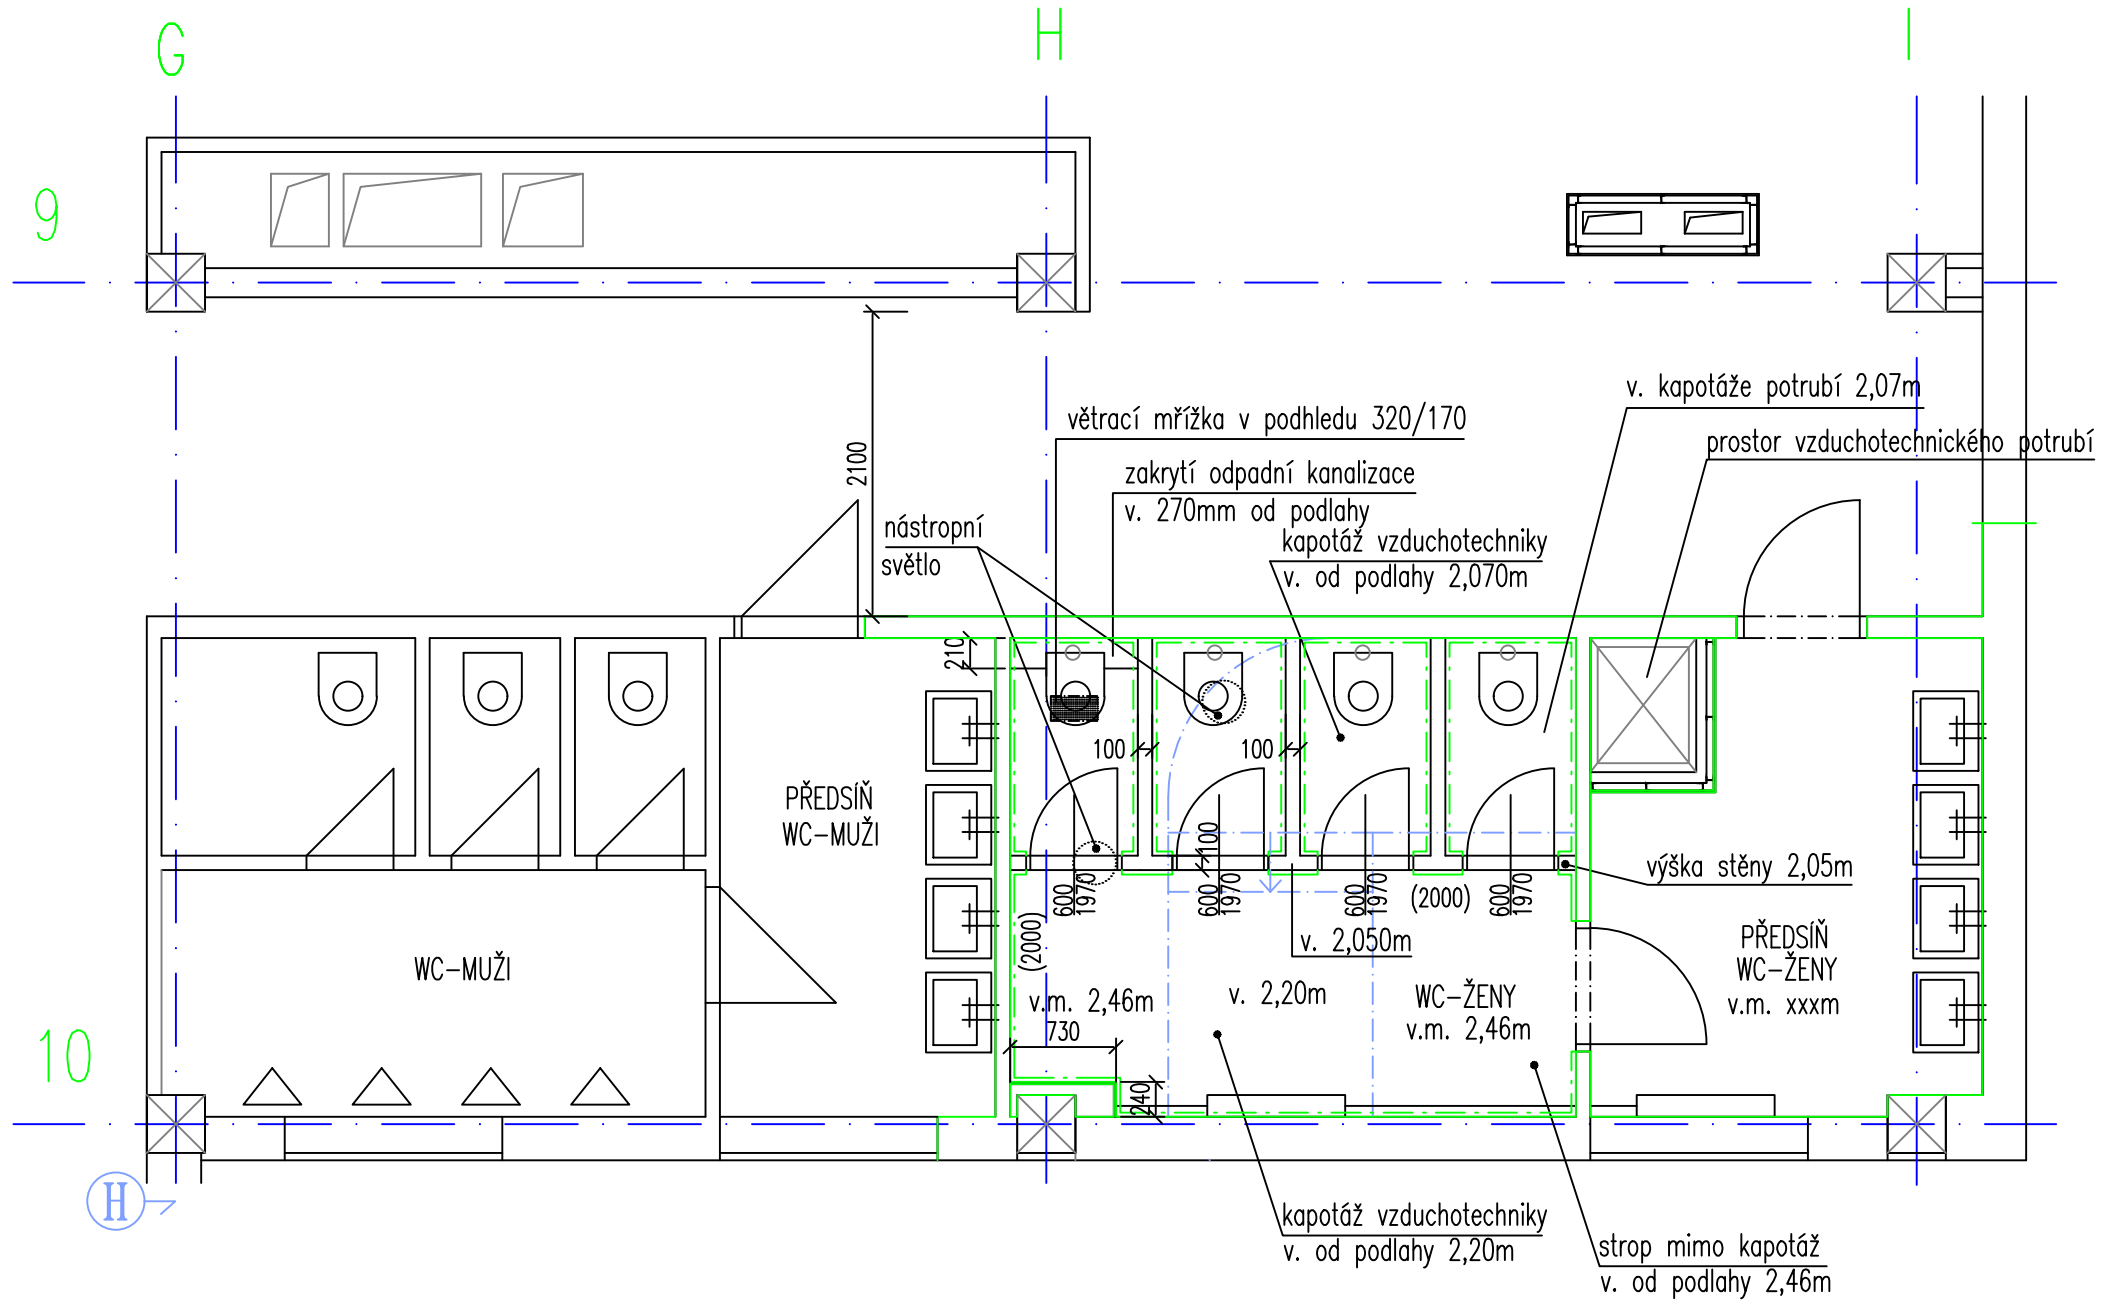 G
H
I
9
v. kapotáže potrubí 2,07m
větrací mřížka v podhledu 320/170
prostor vzduchotechnického potrubí
2100
zakrytí odpadní kanalizace
v. 270mm od podlahy
nástropní
světlo
kapotáž vzduchotechniky
v. od podlahy 2,070m
210
100
100
PŘEDSÍŇ
WC-MUŽI
100
výška stěny 2,05m
600
1970
600
1970
600
1970
(2000)
600
1970
(2000)
v. 2,050m
PŘEDSÍŇ
WC-ŽENY
v.m. xxxm
WC-MUŽI
v.m. 2,46m
v. 2,20m
WC-ŽENY
v.m. 2,46m
730
10
240
H
kapotáž vzduchotechniky
v. od podlahy 2,20m
strop mimo kapotáž
v. od podlahy 2,46m